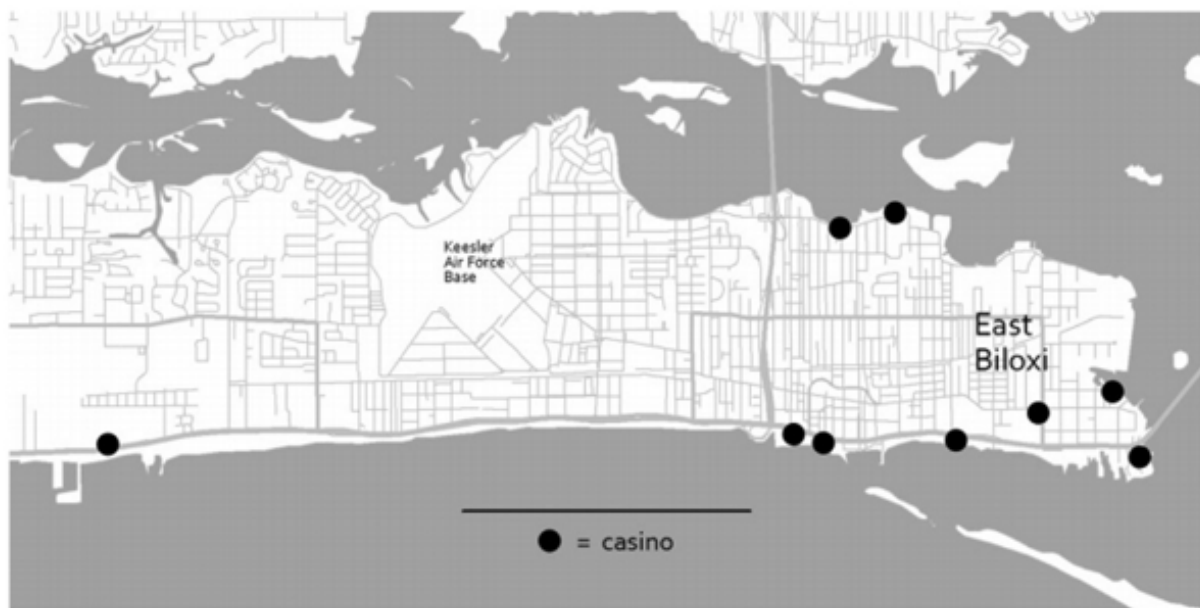 Keesler
Air Force
Base
East
Biloxi
= casino